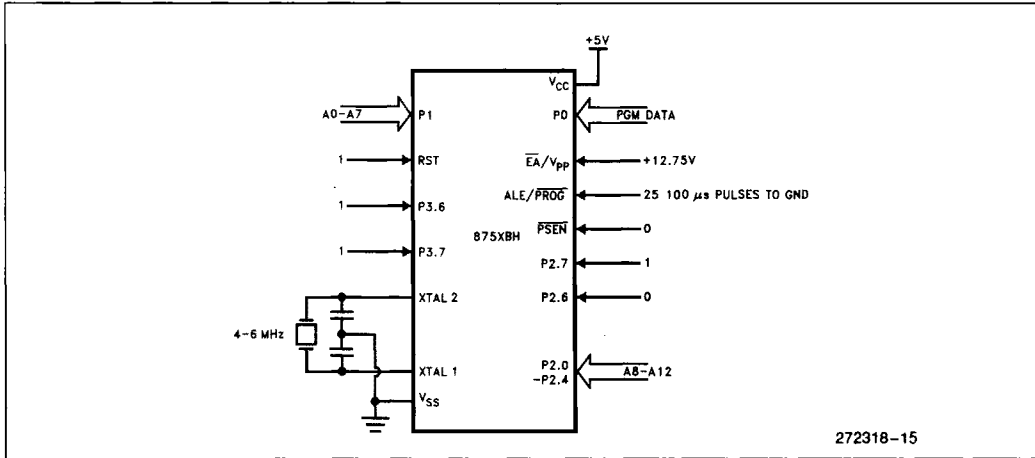 +5V
VCC
A0-A7
P1
P0
PGM DATA
1
RST
EA/VPP
+12.75V
ALE/PROG
25 100 μs PULSES TO GND
1
P3.6
PSEN
0
875XBH
1
P3.7
P2.7
1
XTAL 2
P2.6
0
4-6 MHz
XTAL 1
P2.0
-P2.4
A8-A12
VSS
272318-15